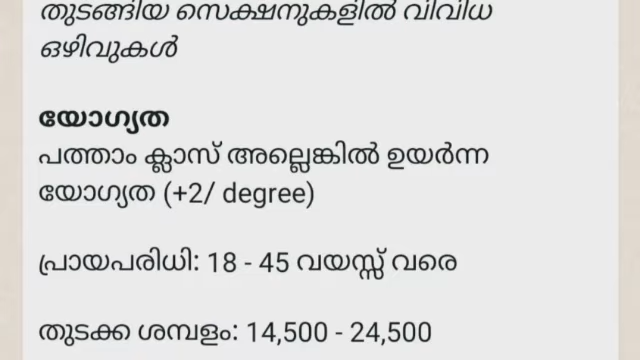 തുടങ്ങിയ സെക്ഷനുകളിൽ വിവിധ
ഒഴിവുകൾ
യോഗ്യത
പത്താം ക്ലാസ് അല്ലെങ്കിൽ ഉയർന്ന
യോഗ്യത (+2/ degree)
പ്രായപരിധി: 18 - 45 വയസ്സ് വരെ
തുടക്ക ശമ്പളം: 14,500 - 24,500